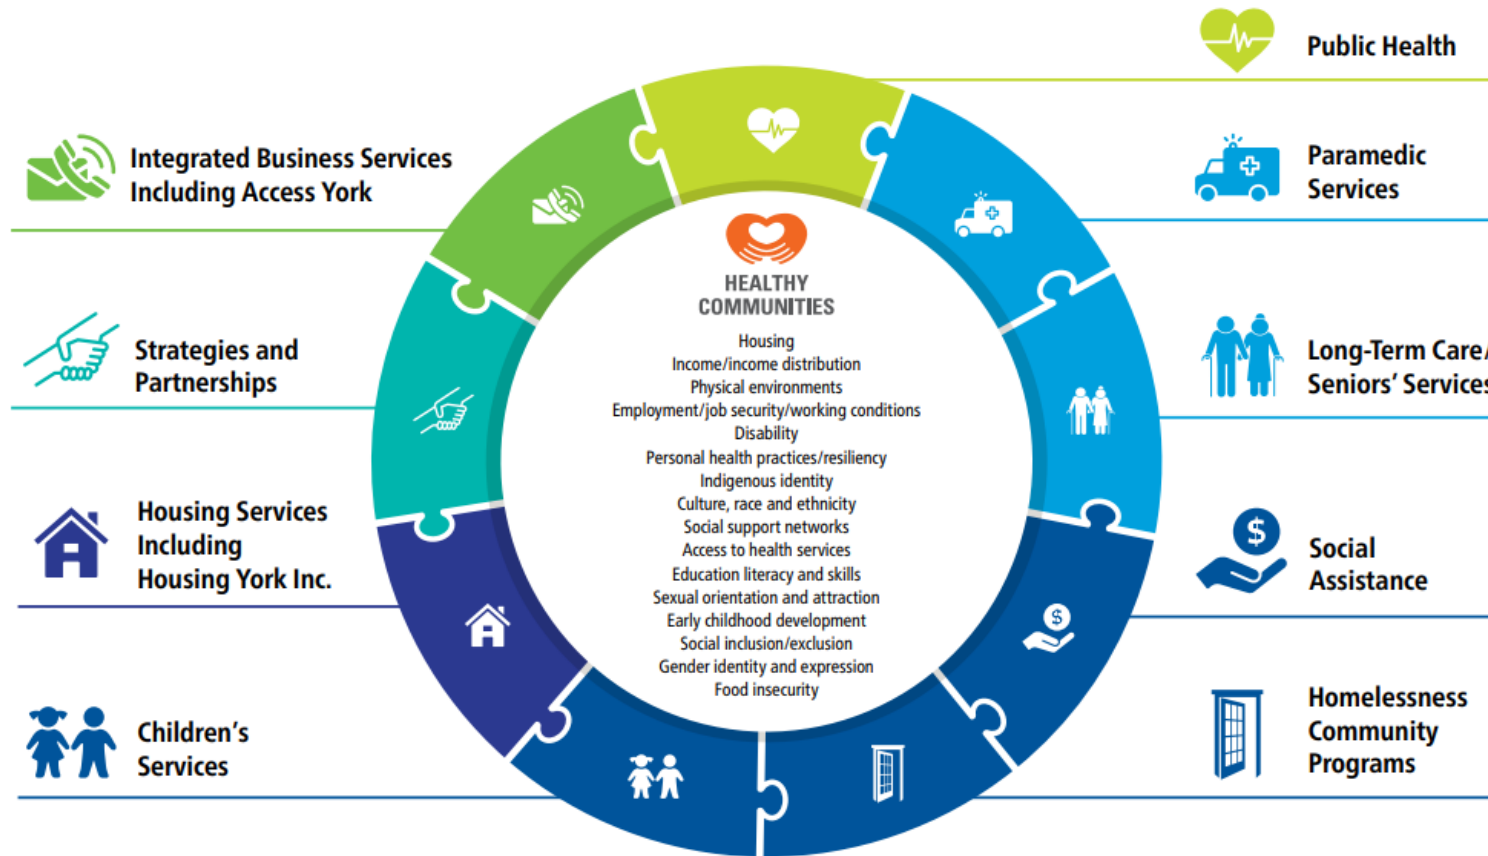 Public Health
Integrated Business Services
Including Access York
Paramedic
Services
Strategies and
Partnerships
Long-Term Care/
Seniors’ Services
Housing Services
Including
Housing York Inc.
Social
Assistance
Children’s
Services
Homelessness
Community
Programs
HEALTHY
COMMUNITIES
Housing
Income/income distribution
Physical environments
Employment/job security/working conditions
Disability
Personal health practices/resiliency
Indigenous identity
Culture, race and ethnicity
Social support networks
Access to health services
Education literacy and skills
Sexual orientation and attraction
Early childhood development
Social inclusion/exclusion
Gender identity and expression
Food insecurity
$
$